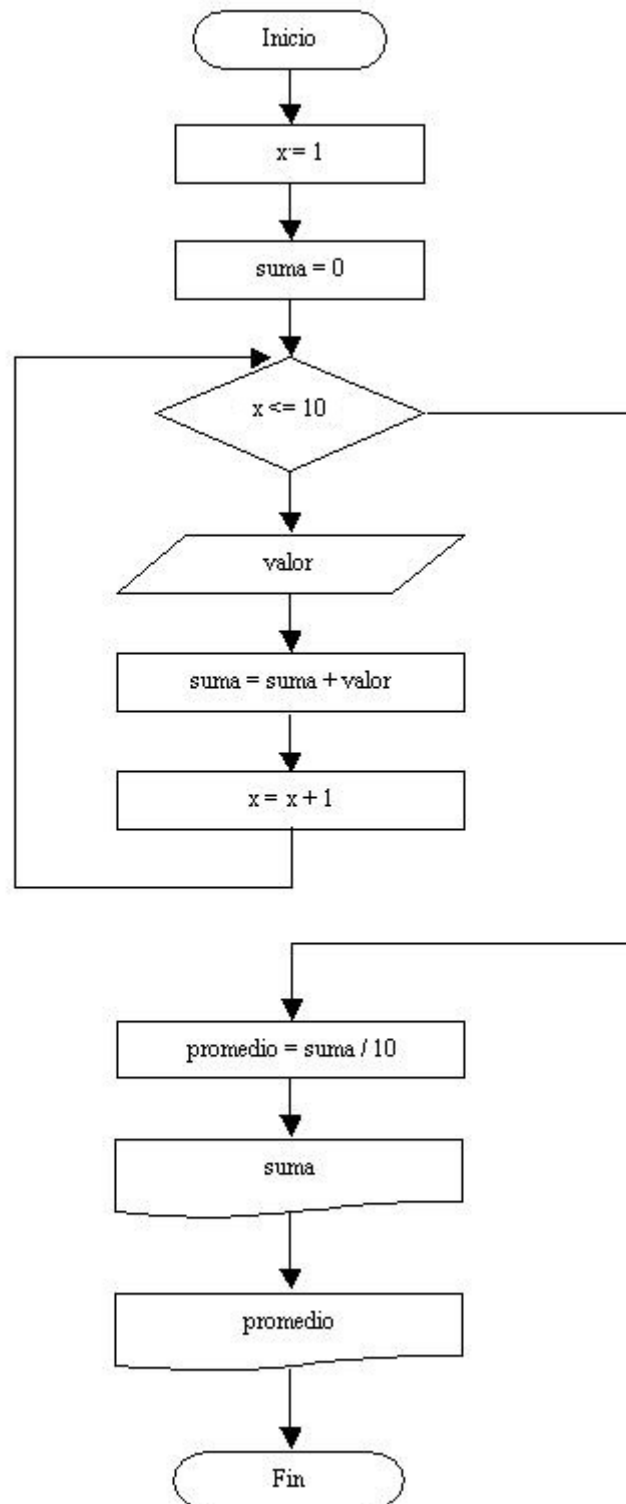 Inicio
x = 1
suma = 0
x <= 10
valor
suma = suma + valor
x = x + 1
promedio = suma / 10
suma
promedio
Fin